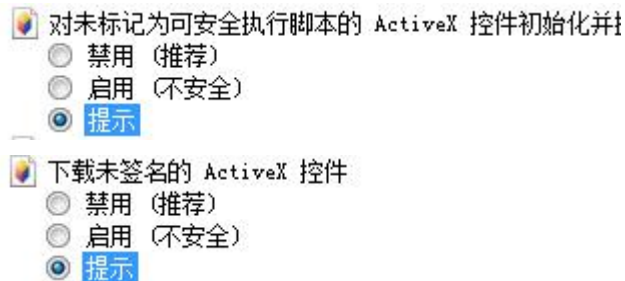 对未标记为可安全执行脚本的 ActiveX 控件初始化并
禁用 (推荐)
启用 (不安全)
提示
下载未签名的 ActiveX 控件
禁用 (推荐)
启用 (不安全)
提示